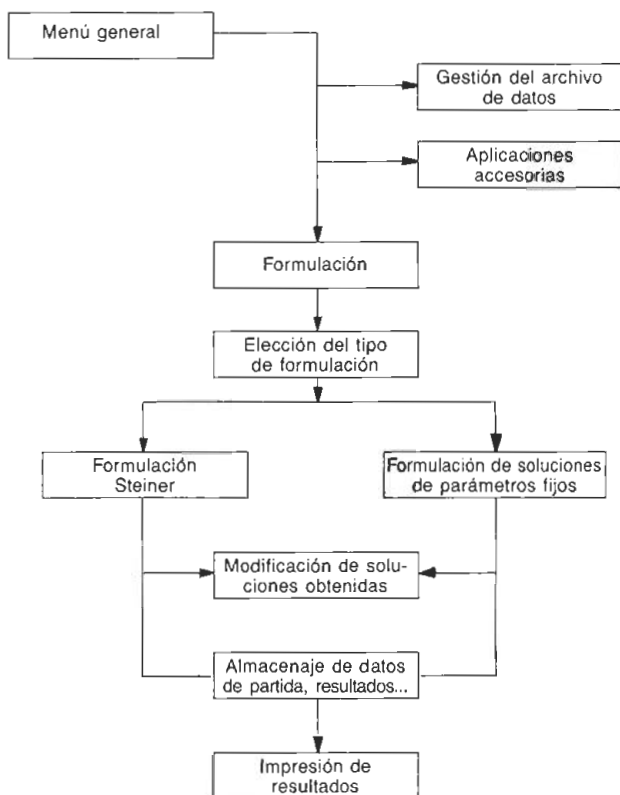 Menú general
Gestión del archivo
de datos
Aplicaciones
accesorias
Formulación
Elección del tipo
de formulación
Formulación
Steiner
Formulación de soluciones
de parámetros fijos
Modificación de solu-
ciones obtenidas
Almacenaje de datos
de partida, resultados...
Impresión de
resultados